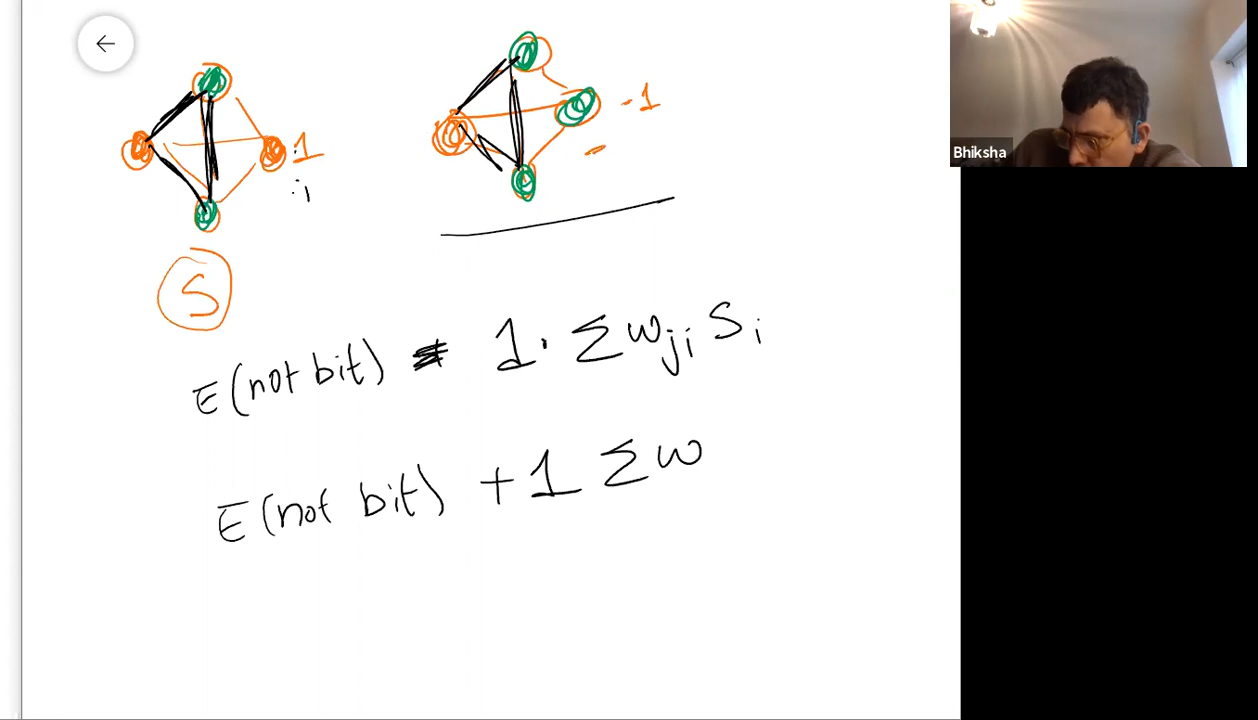 1
-1
i
-
S
Bhiksha
E(not bit) - 1. Σ w_ji S_i
E(not bit) + 1 Σ w